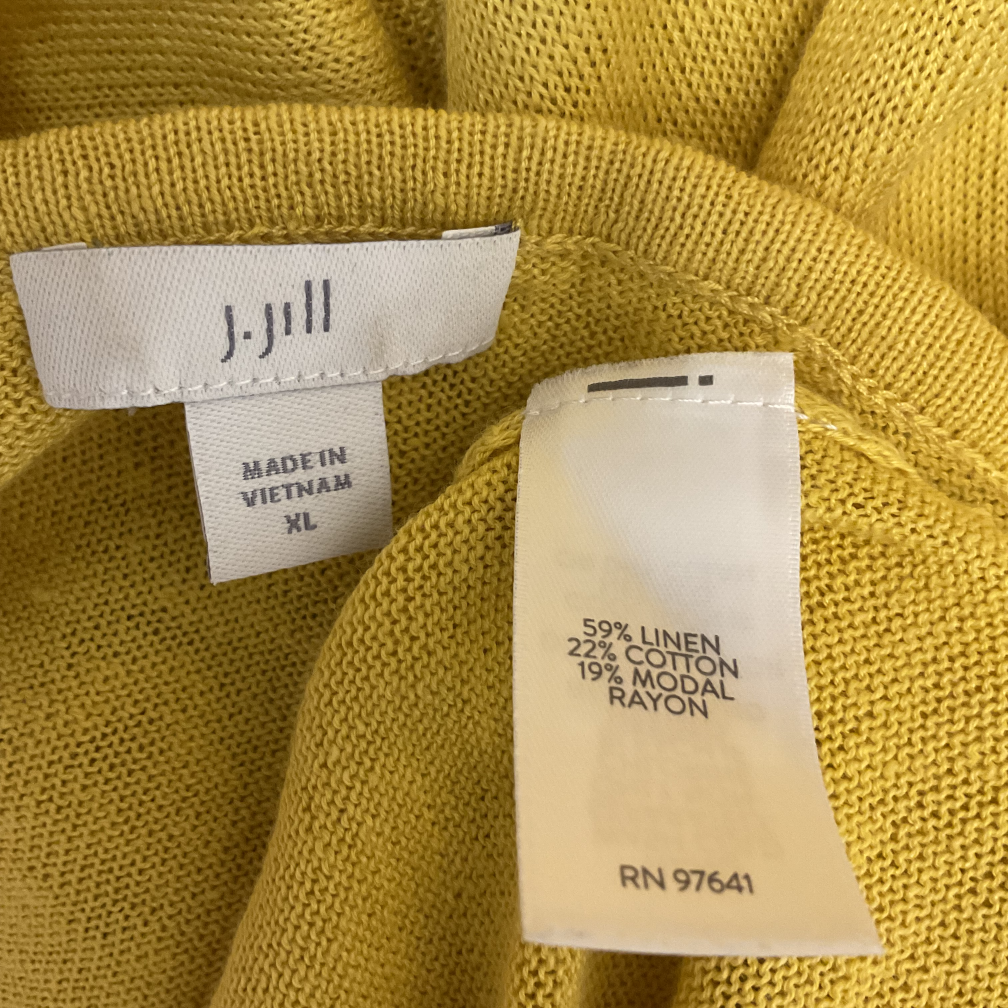 J.Jill
MADE IN
VIETNAM
XL
59% LINEN
22% COTTON
19% MODAL
RAYON
RN 97641